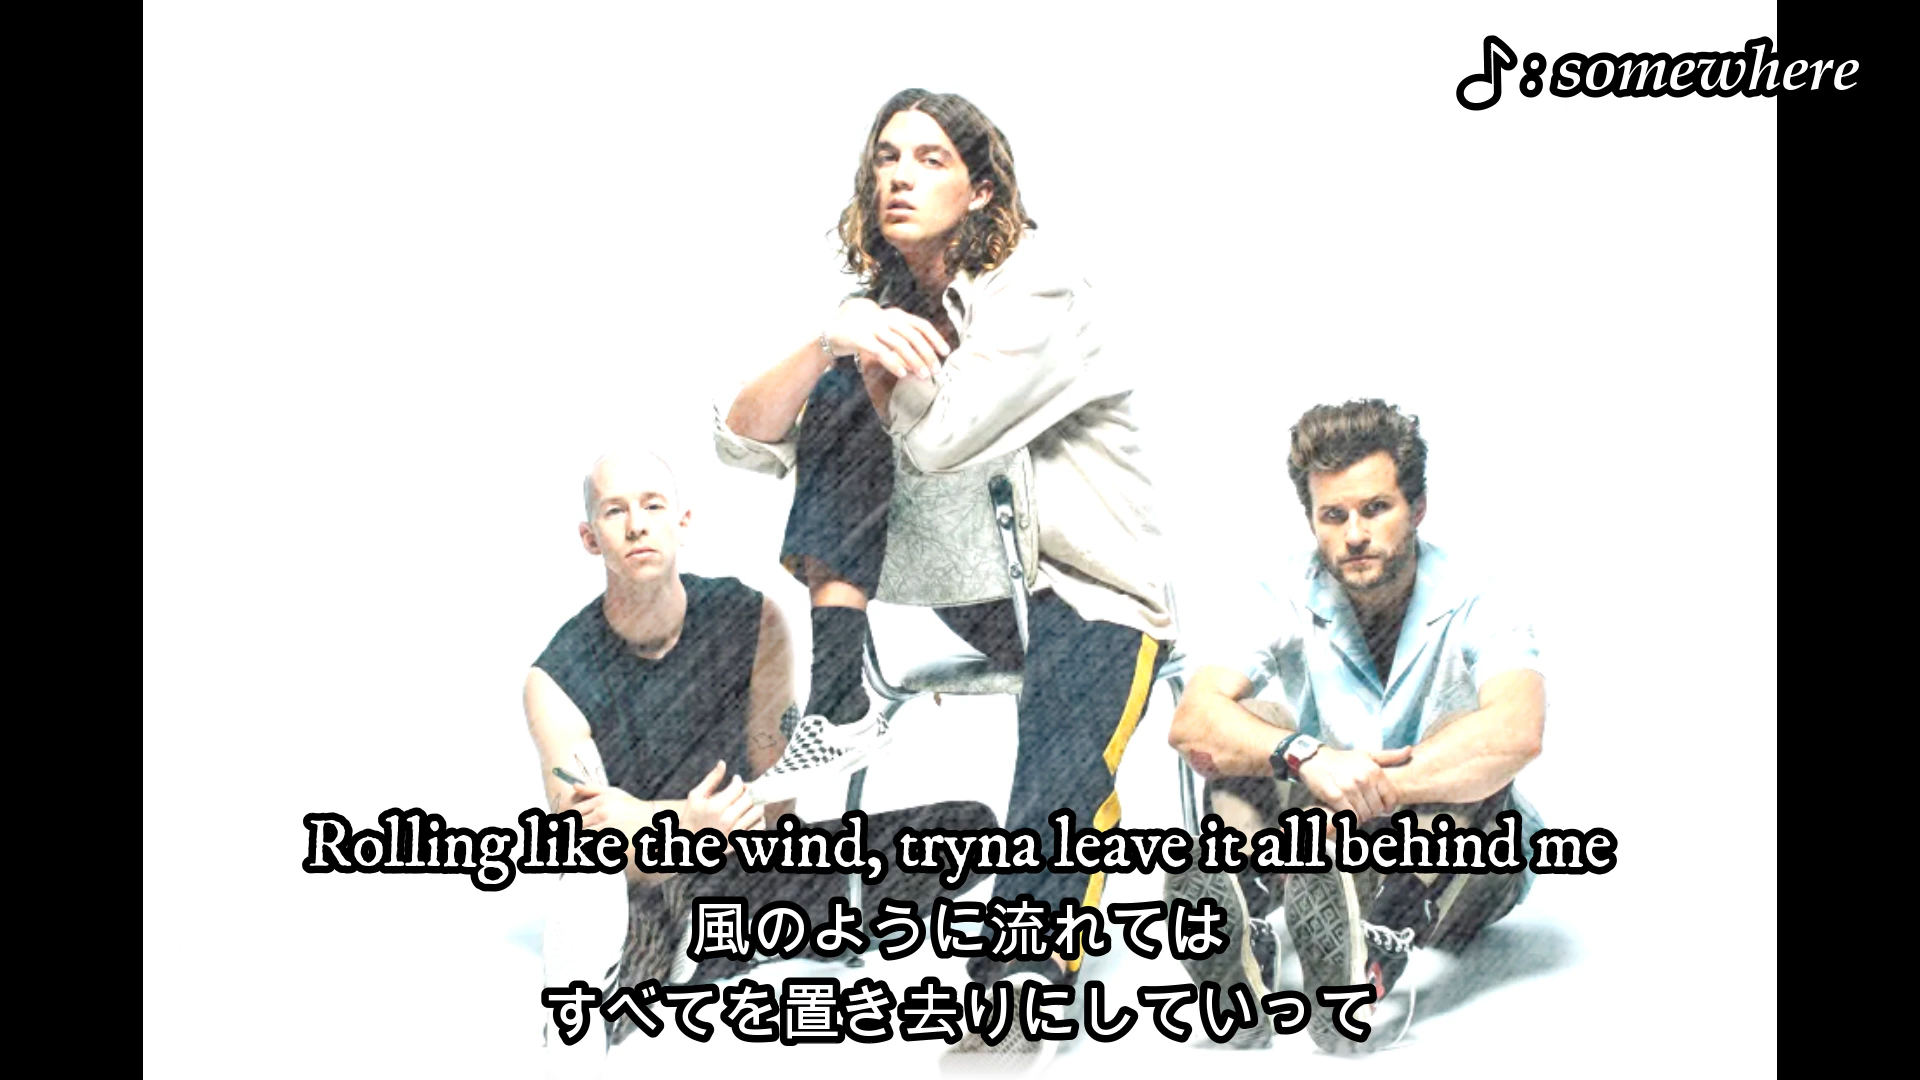 ♪:somewhere
Rolling like the wind, tryna leave it all behind me
風のように流れては
すべてを置き去りにしていって